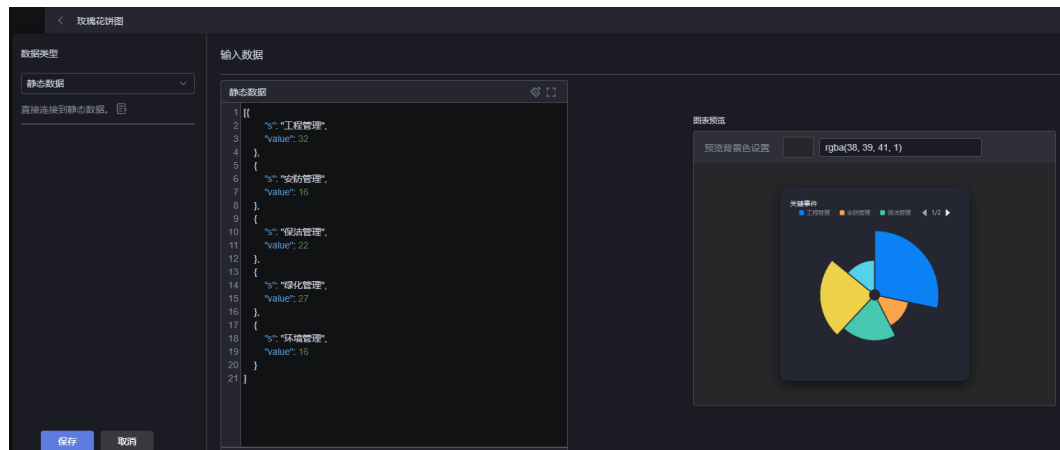 玫瑰花饼图
数据类型
静态数据
直接连接到静态数据。
保存
取消
输入数据
静态数据
1 [{
2 "s": "工程管理",
3 "value": 32
4 },
5 {
6 "s": "安防管理",
7 "value": 16
8 },
9 {
10 "s": "保洁管理",
11 "value": 22
12 },
13 {
14 "s": "绿化管理",
15 "value": 27
16 },
17 {
18 "s": "环境管理",
19 "value": 16
20 }
21 ]
图表预览
预览背景色设置 rgba(38, 39, 41, 1)
关键事件
工程管理 安防管理 保洁管理 1/2